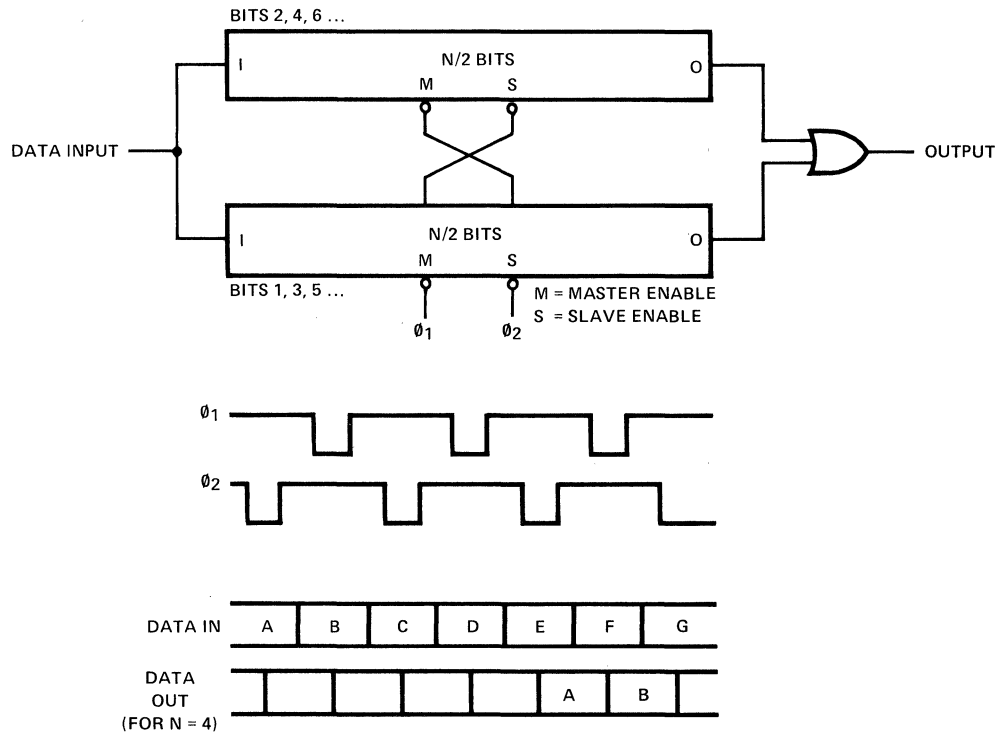 BITS 2, 4, 6 ...
N/2 BITS
I
O
M
S
DATA INPUT
OUTPUT
N/2 BITS
I
O
M
S
BITS 1, 3, 5 ...
M = MASTER ENABLE
S = SLAVE ENABLE
Ø1
Ø2
Ø1
Ø2
DATA IN
A
B
C
D
E
F
G
DATA
OUT
(FOR N = 4)
A
B